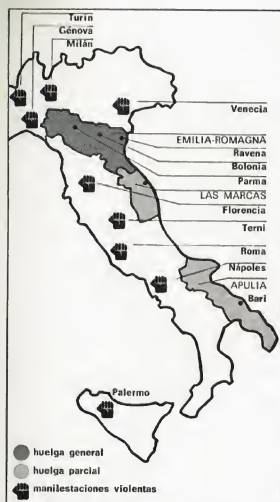 Turín
Génova
Milán
Venecia
EMILIA-ROMAGNA
Ravena
Bolonia
Parma
LAS MARCAS
Florencia
Terni
Roma
Nápoles
APULIA
Bari
Palermo
huelga general
huelga parcial
manifestaciones violentas